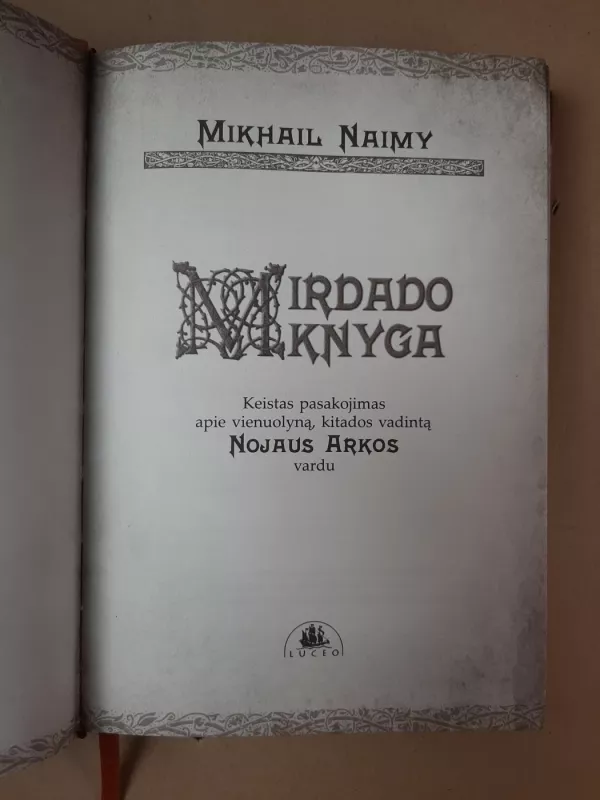 MIKHAIL NAIMY
MIRDADO
KNYGA
Keistas pasakojimas
apie vienuolyną, kitados vadintą
NOJAUS ARKOS
vardu
LUCEO